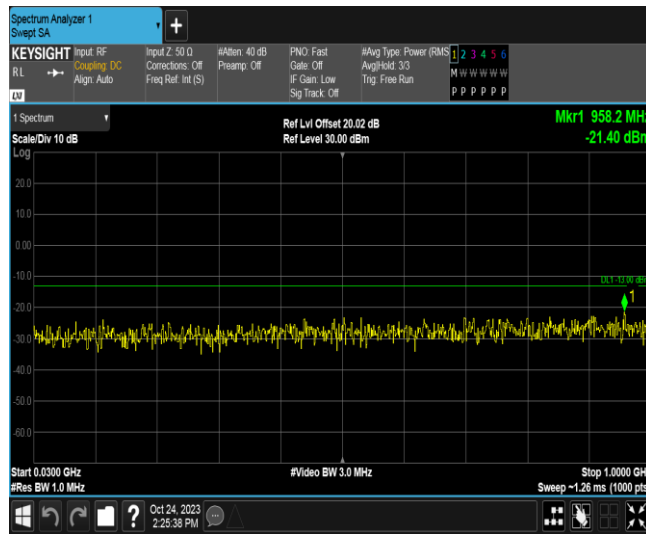 Spectrum Analyzer 1
Swept SA
+
KEYSIGHT Input: RF Input Z: 50 Ω #Atten: 40 dB PNO: Fast #Avg Type: Power (RMS 1 2 3 4 5 6
RL Coupling: DC Corrections: Off Preamp: Off Gate: Off Avg|Hold: 3/3 M W W W W W
Align: Auto Freq Ref: Int (S) IF Gain: Low Trig: Free Run
LXI Sig Track: Off P P P P P P
1 Spectrum Ref Lvl Offset 20.02 dB Mkr1 958.2 MHz
Scale/Div 10 dB Ref Level 30.00 dBm -21.40 dBm
Log
20.0
10.0
0.00
-10.0
DL1 -13.00 dBm
1
-20.0
-30.0
-40.0
-50.0
-60.0
Start 0.0300 GHz #Video BW 3.0 MHz Stop 1.0000 GH
#Res BW 1.0 MHz Sweep ~1.26 ms (1000 pts
? Oct 24, 2023
2:25:38 PM